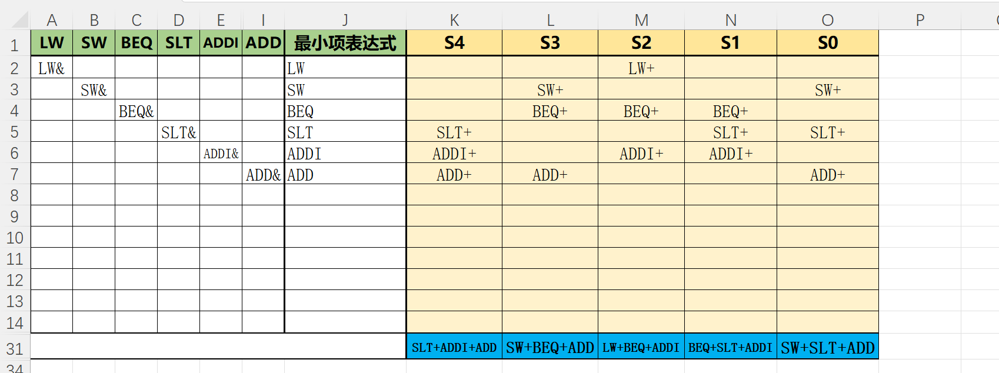 A B C D E F I J K L M N O P
1 LW SW BEQ SLT ADDI ADD 最小项表达式 S4 S3 S2 S1 S0
2 LW& LW LW+
3 SW& SW SW+ SW+
4 BEQ& BEQ BEQ+ BEQ+ BEQ+
5 SLT& SLT SLT+ SLT+ SLT+
6 ADDI& ADDI ADDI+ ADDI+ ADDI+
7 ADD& ADD ADD+ ADD+ ADD+
8
9
10
11
12
13
14
31 SLT+ADDI+ADD SW+BEQ+ADD LW+BEQ+ADDI BEQ+SLT+ADDI SW+SLT+ADD
34